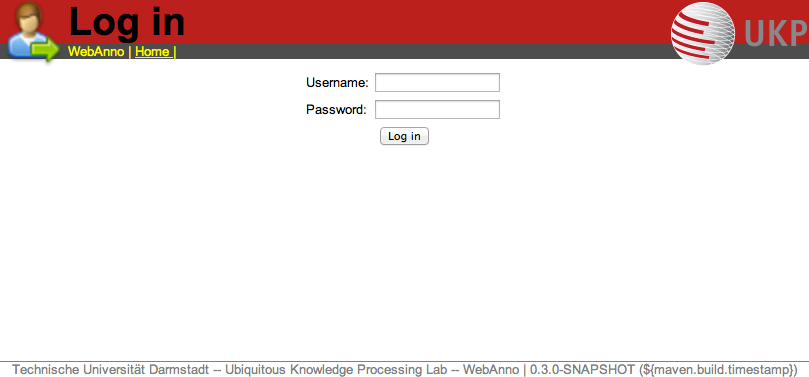 Log in
WebAnno | Home |
UKP
Username:
Password:
Log in
Technische Universität Darmstadt -- Ubiquitous Knowledge Processing Lab -- WebAnno | 0.3.0-SNAPSHOT (${maven.build.timestamp})